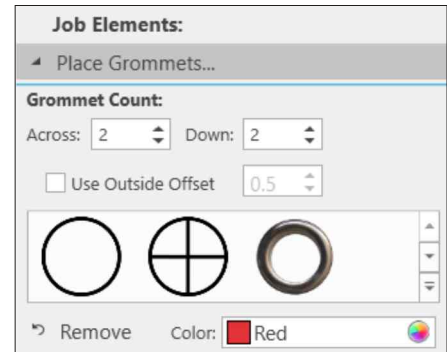 Job Elements:
Place Grommets...
Grommet Count:
Across: 2 Down: 2
Use Outside Offset 0.5
Remove Color: Red